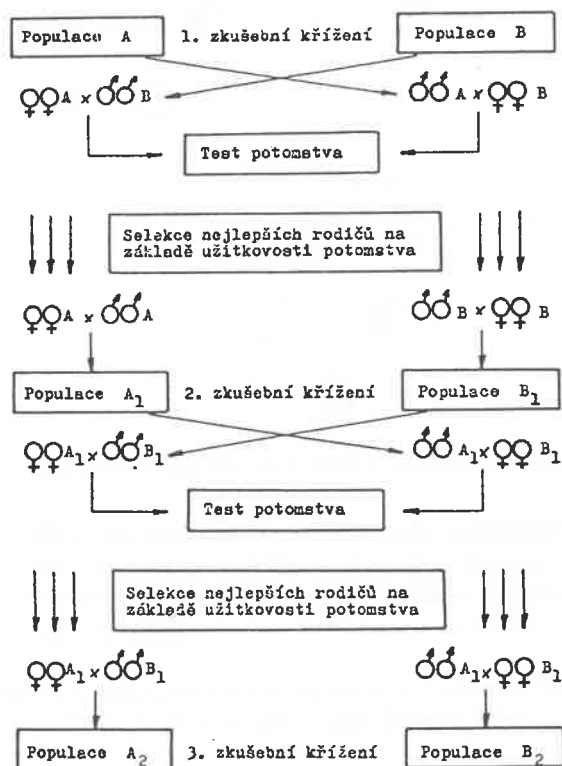 Populace A 1. zkušební křížení Populace B
♀♀ A × ♂♂ B ♂♂ A × ♀♀ B
Test potomstva
Selekce nejlepších rodičů na
základě užitkovosti potomstva
♀♀ A × ♂♂ A ♂♂ B × ♀♀ B
Populace A₁ 2. zkušební křížení Populace B₁
♀♀ A₁ × ♂♂ B₁ ♂♂ A₁ × ♀♀ B₁
Test potomstva
Selekce nejlepších rodičů na
základě užitkovosti potomstva
♀♀ A₁ × ♂♂ B₁ ♂♂ A₁ × ♀♀ B₁
Populace A₂ 3. zkušební křížení Populace B₂